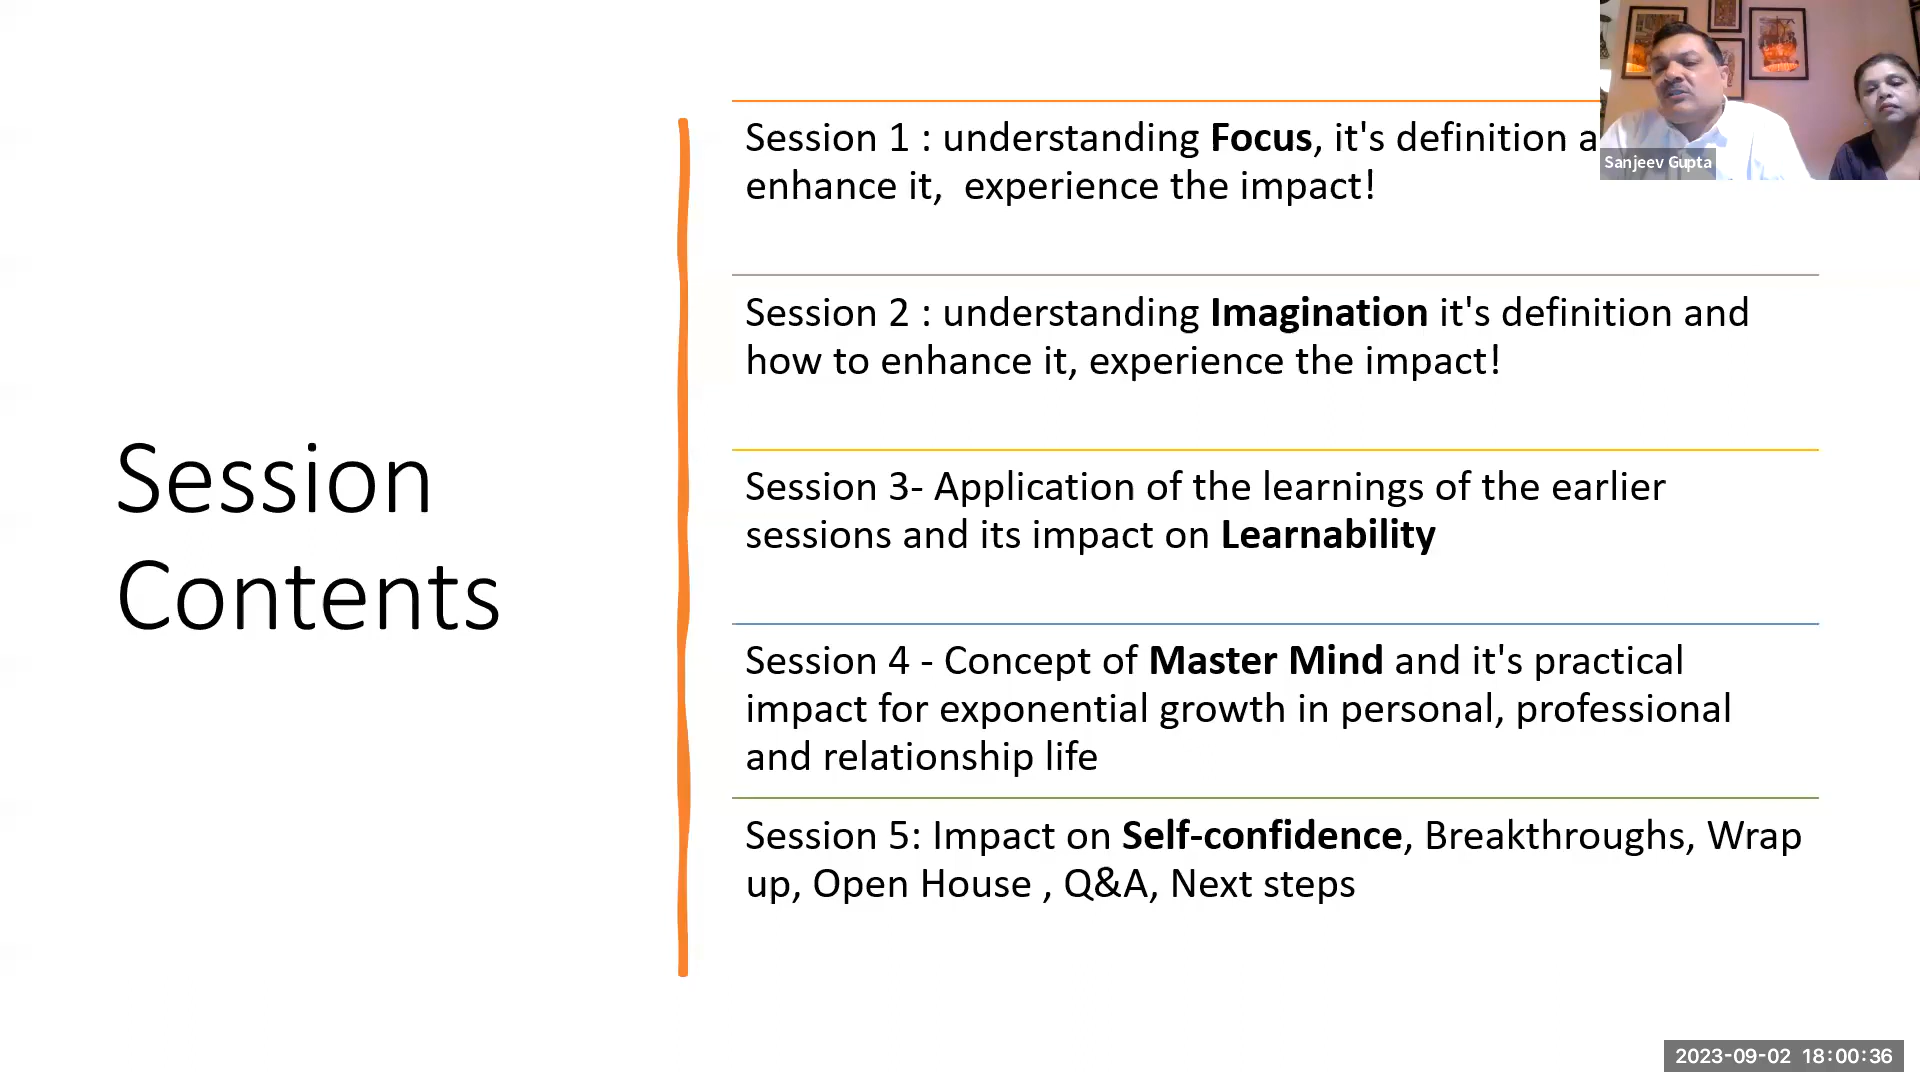 Session
Contents
Session 1 : understanding Focus, it's definition a
enhance it,  experience the impact!
Session 2 : understanding Imagination it's definition and
how to enhance it, experience the impact!
Session 3- Application of the learnings of the earlier
sessions and its impact on Learnability
Session 4 - Concept of Master Mind and it's practical
impact for exponential growth in personal, professional
and relationship life
Session 5: Impact on Self-confidence, Breakthroughs, Wrap
up, Open House , Q&A, Next steps
Sanjeev Gupta
2023-09-02 18:00:36